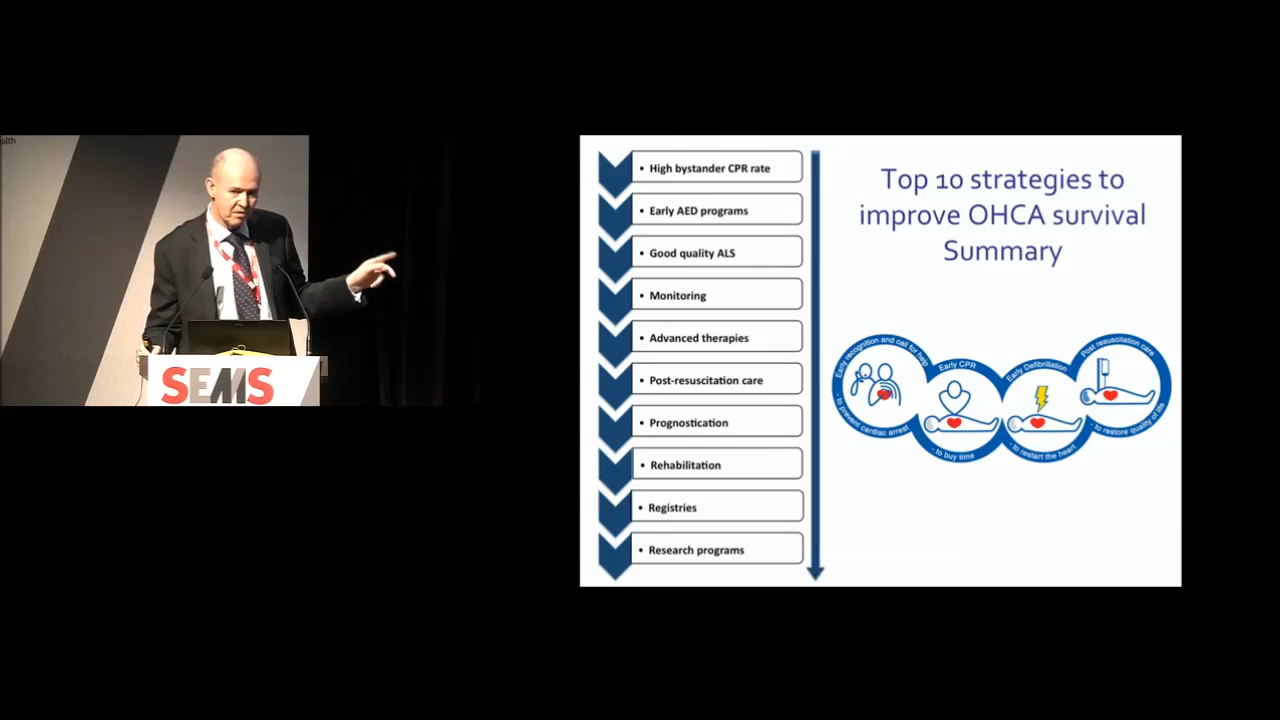 ealth
SEMS
• High bystander CPR rate
• Early AED programs
• Good quality ALS
• Monitoring
• Advanced therapies
• Post-resuscitation care
• Prognostication
• Rehabilitation
• Registries
• Research programs
Top 10 strategies to
improve OHCA survival
Summary
Early recognition and call for help
- to prevent cardiac arrest
Early CPR
- to buy time
Early Defibrillation
- to restart the heart
Post resuscitation care
- to restore quality of life